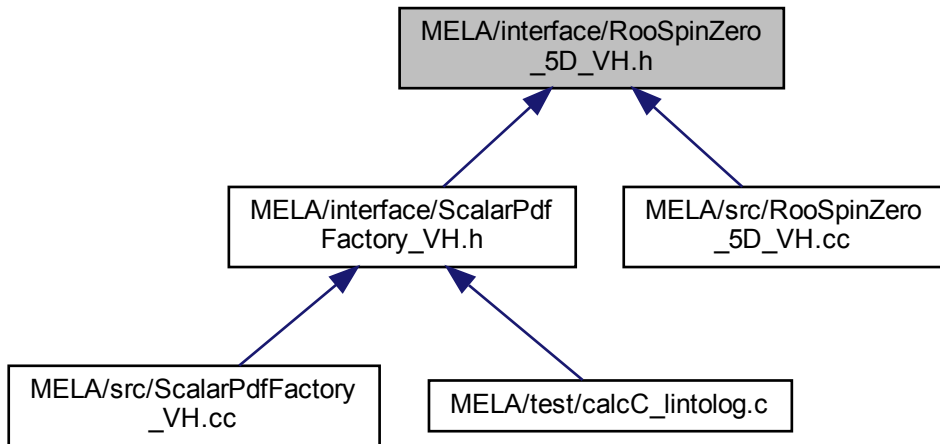 MELA/interface/RooSpinZero
_5D_VH.h
MELA/interface/ScalarPdf
Factory_VH.h
MELA/src/RooSpinZero
_5D_VH.cc
MELA/src/ScalarPdfFactory
_VH.cc
MELA/test/calcC_lintolog.c